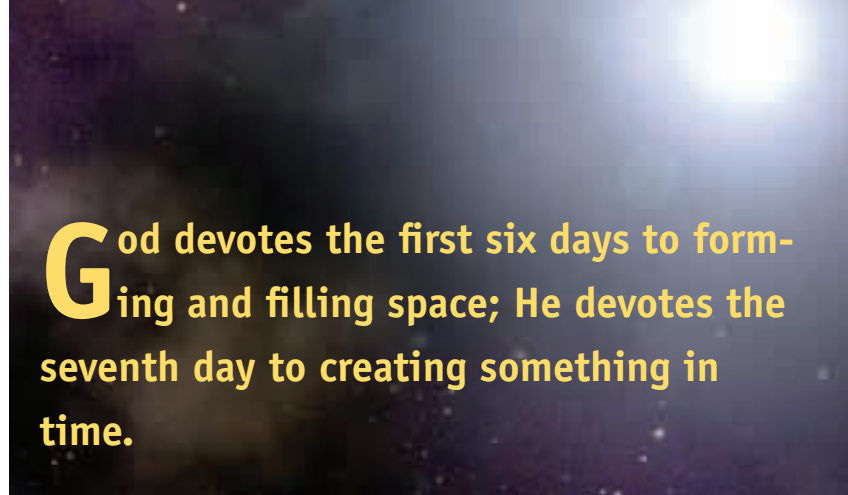 God devotes the first six days to form-
ing and filling space; He devotes the
seventh day to creating something in
time.